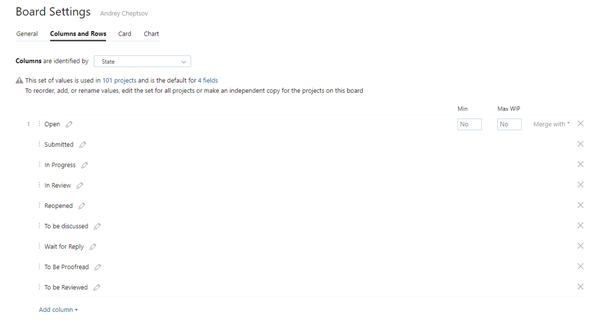 Board Settings Andrey Cheptsov
General Columns and Rows Card Chart
Columns are identified by State
This set of values is used in 101 projects and is the default for 4 fields
To reorder, add, or rename values, edit the set for all projects or make an independent copy for the projects on this board
Min Max WIP
1 Open No No Merge with
Submitted
In Progress
In Review
Reopened
To be discussed
Wait for Reply
To Be Proofread
To be Reviewed
Add column